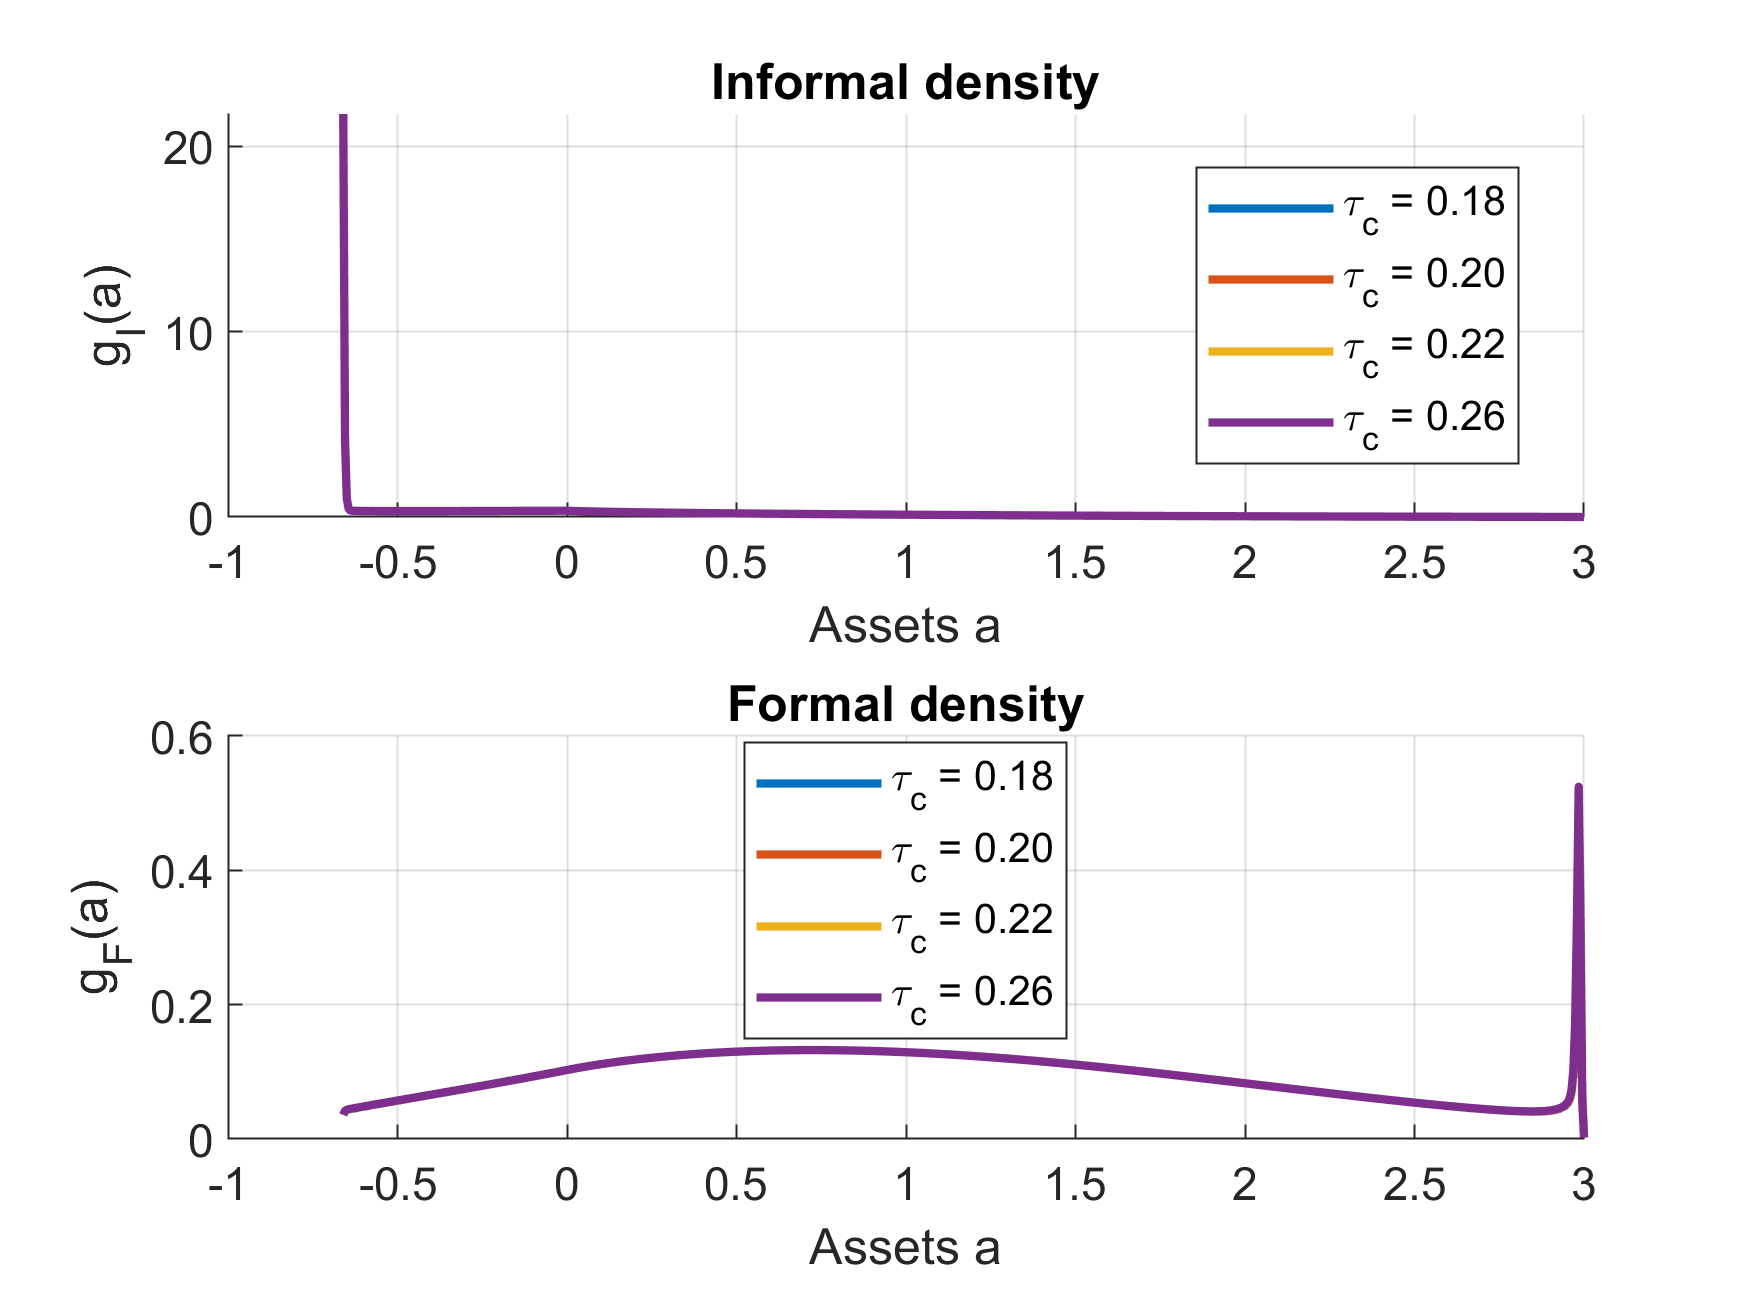 Informal density
g_I(a)
20
10
0
τ_c = 0.18
τ_c = 0.20
τ_c = 0.22
τ_c = 0.26
-1 -0.5 0 0.5 1 1.5 2 2.5 3
Assets a
Formal density
g_F(a)
0.6
0.4
0.2
0
τ_c = 0.18
τ_c = 0.20
τ_c = 0.22
τ_c = 0.26
-1 -0.5 0 0.5 1 1.5 2 2.5 3
Assets a